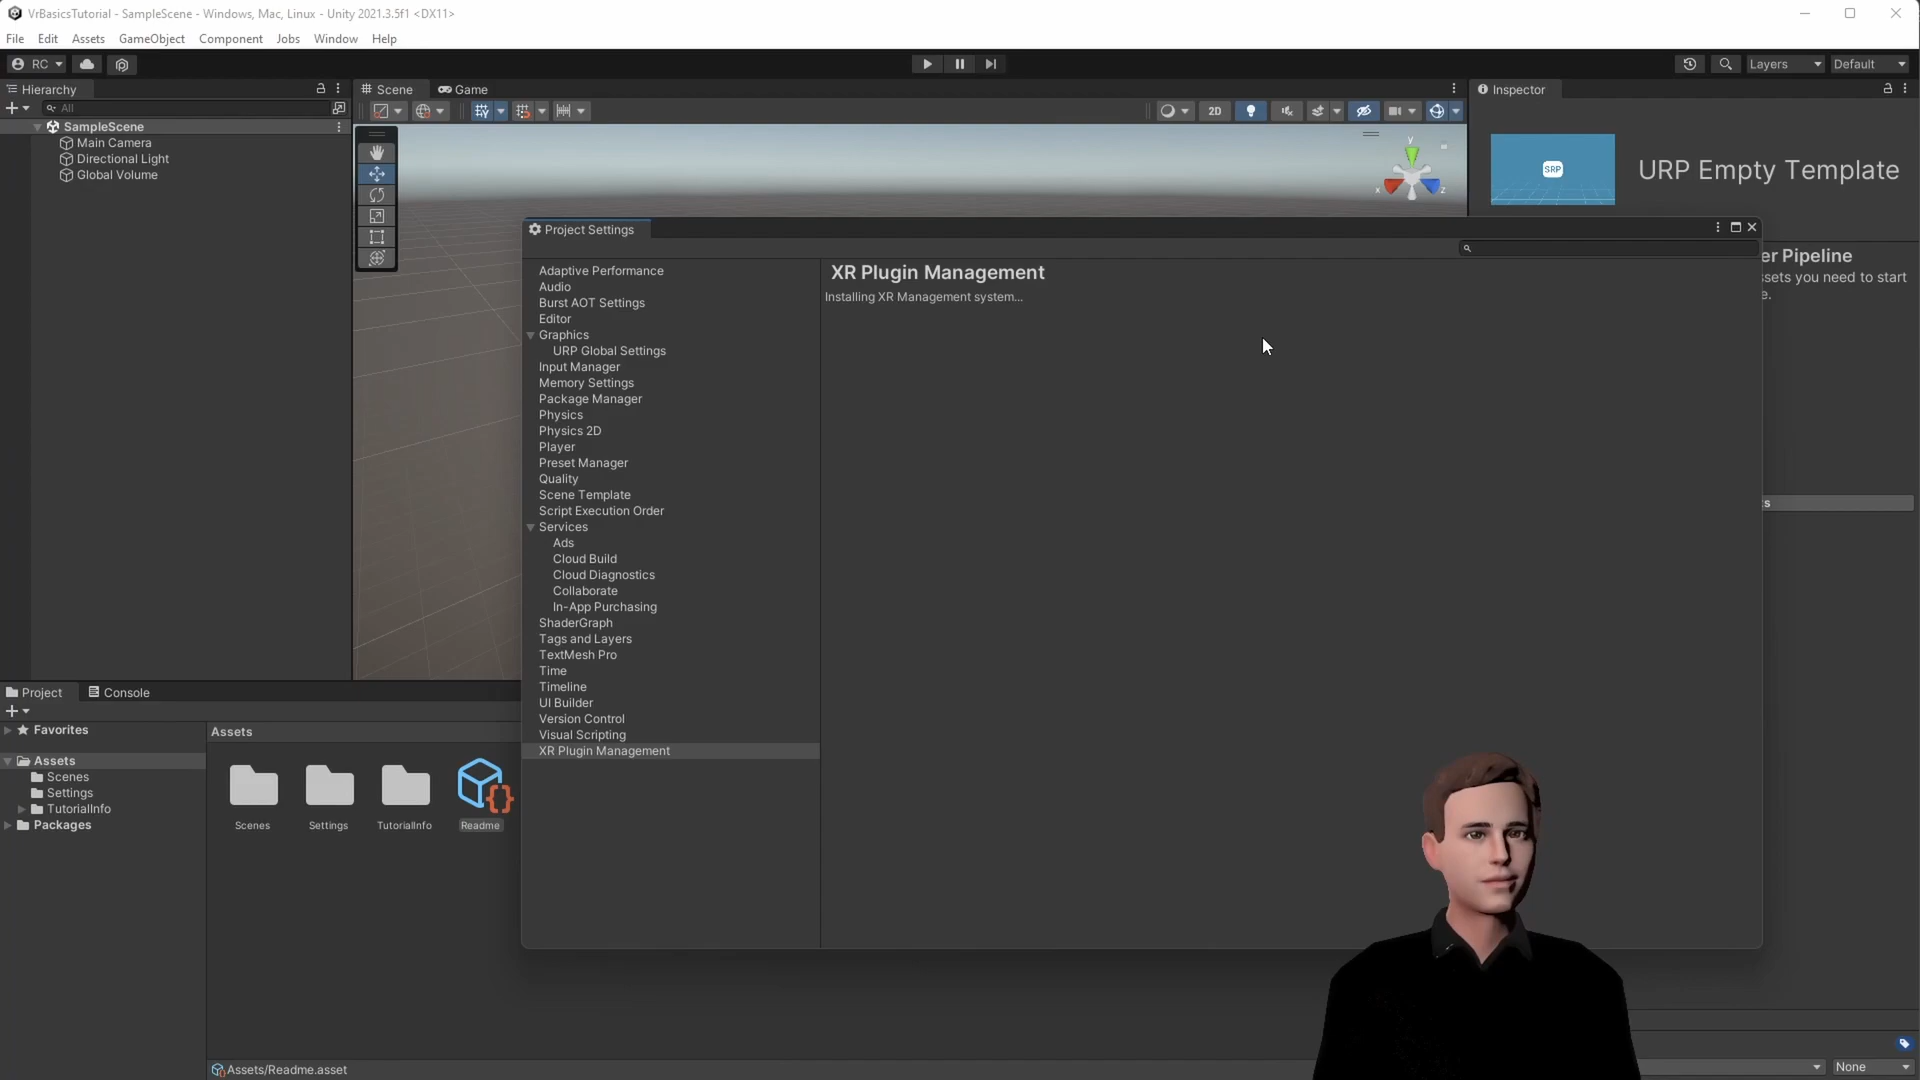 VrBasicsTutorial - SampleScene - Windows, Mac, Linux - Unity 2021.3.5f1 <DX11>
File Edit Assets GameObject Component Jobs Window Help
RC Layers Default
Hierarchy
Scene
Game
Inspector
All
2D
SampleScene
Main Camera
Directional Light
Global Volume
y
x
z
SRP
URP Empty Template
er Pipeline
ssets you need to start
e.
s
Project Settings
Adaptive Performance
Audio
Burst AOT Settings
Editor
Graphics
URP Global Settings
Input Manager
Memory Settings
Package Manager
Physics
Physics 2D
Player
Preset Manager
Quality
Scene Template
Script Execution Order
Services
Ads
Cloud Build
Cloud Diagnostics
Collaborate
In-App Purchasing
ShaderGraph
Tags and Layers
TextMesh Pro
Time
Timeline
UI Builder
Version Control
Visual Scripting
XR Plugin Management
XR Plugin Management
Installing XR Management system...
Project
Console
Favorites
Assets
Scenes
Settings
TutorialInfo
Packages
Assets
Scenes
Settings
TutorialInfo
Readme
Assets/Readme.asset
None